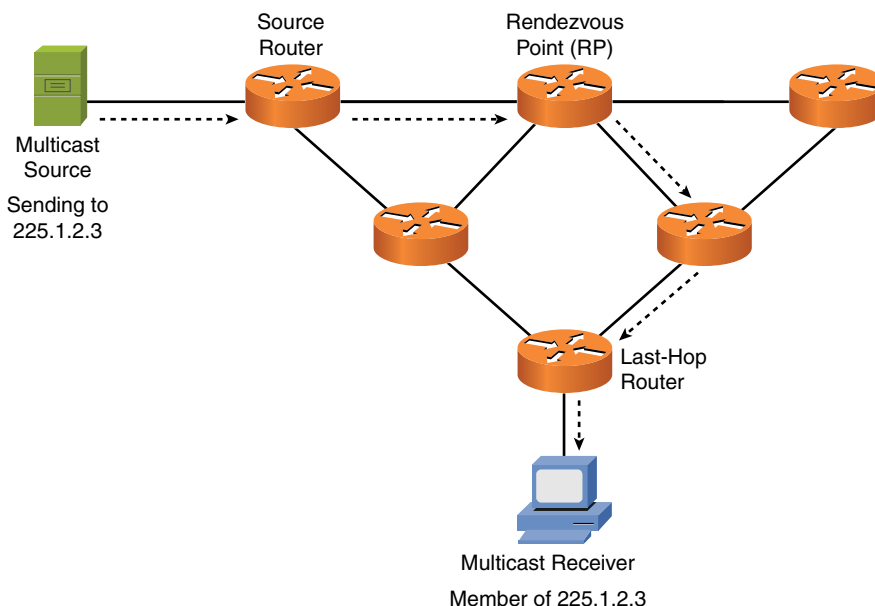 Source
Router
Rendezvous
Point (RP)
Multicast
Source
Sending to
225.1.2.3
Last-Hop
Router
Multicast Receiver
Member of 225.1.2.3